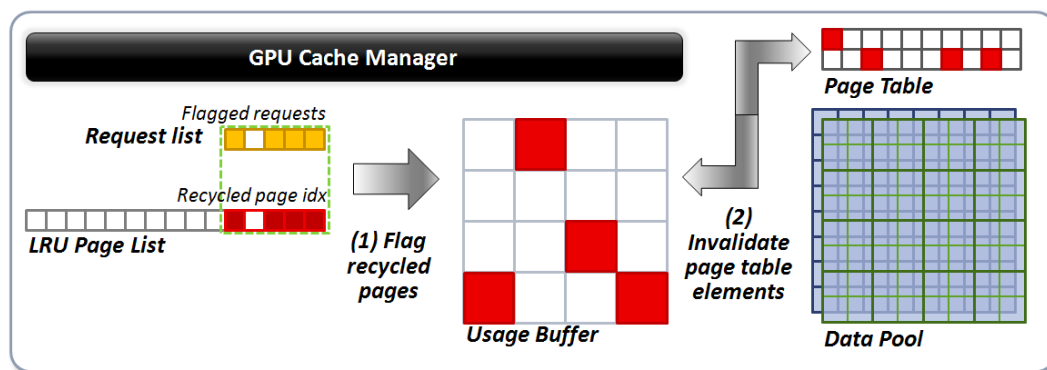 GPU Cache Manager
Flagged requests
Request list
Recycled page idx
LRU Page List
(1) Flag
recycled
pages
Usage Buffer
(2)
Invalidate
page table
elements
Page Table
Data Pool